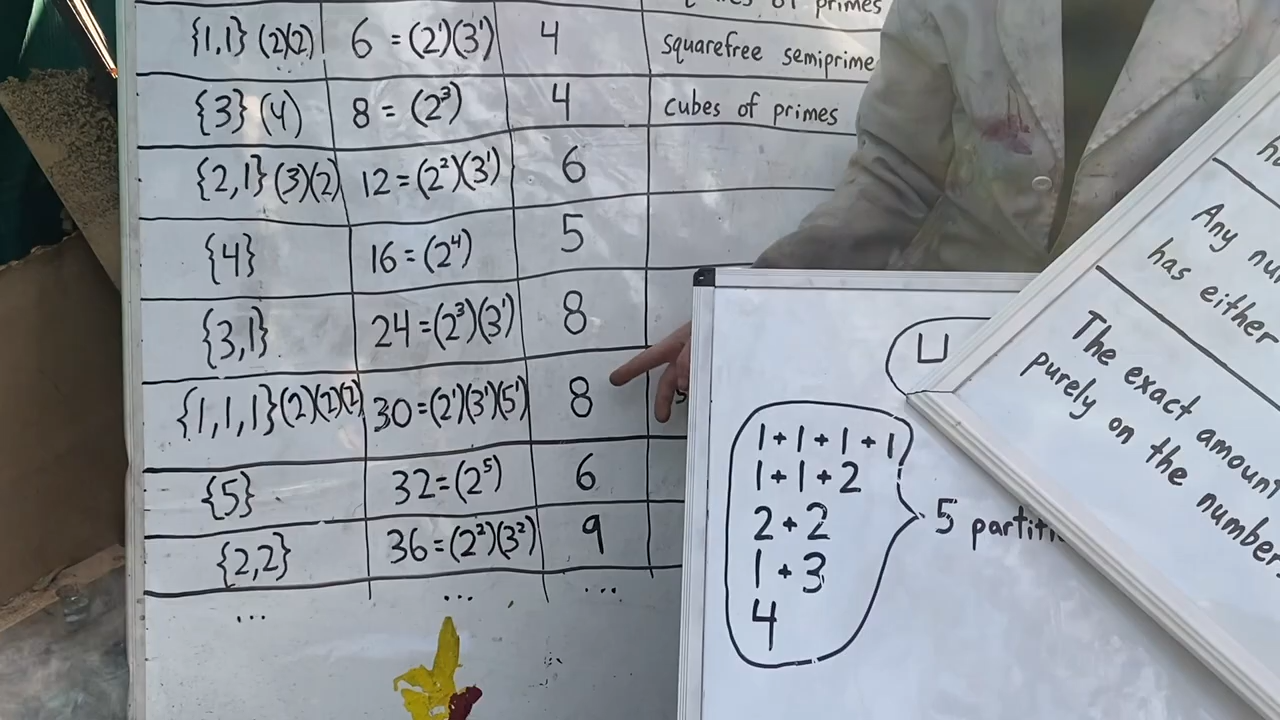 of primes
{1,1} (2)(2) 6 = (2¹)(3¹) 4 squarefree semiprime
{3} (4) 8 = (2³) 4 cubes of primes
{2,1} (3)(2) 12 = (2²)(3¹) 6
{4} 16 = (2⁴) 5
{3,1} 24 = (2³)(3¹) 8
{1,1,1} (2)(2)(2) 30 = (2¹)(3¹)(5¹) 8
{5} 32 = (2⁵) 6
{2,2} 36 = (2²)(3²) 9
... ... ...
1+1+1+1
1+1+2
2+2
1+3
4
5
Any
has either
The exact amount
purely on the